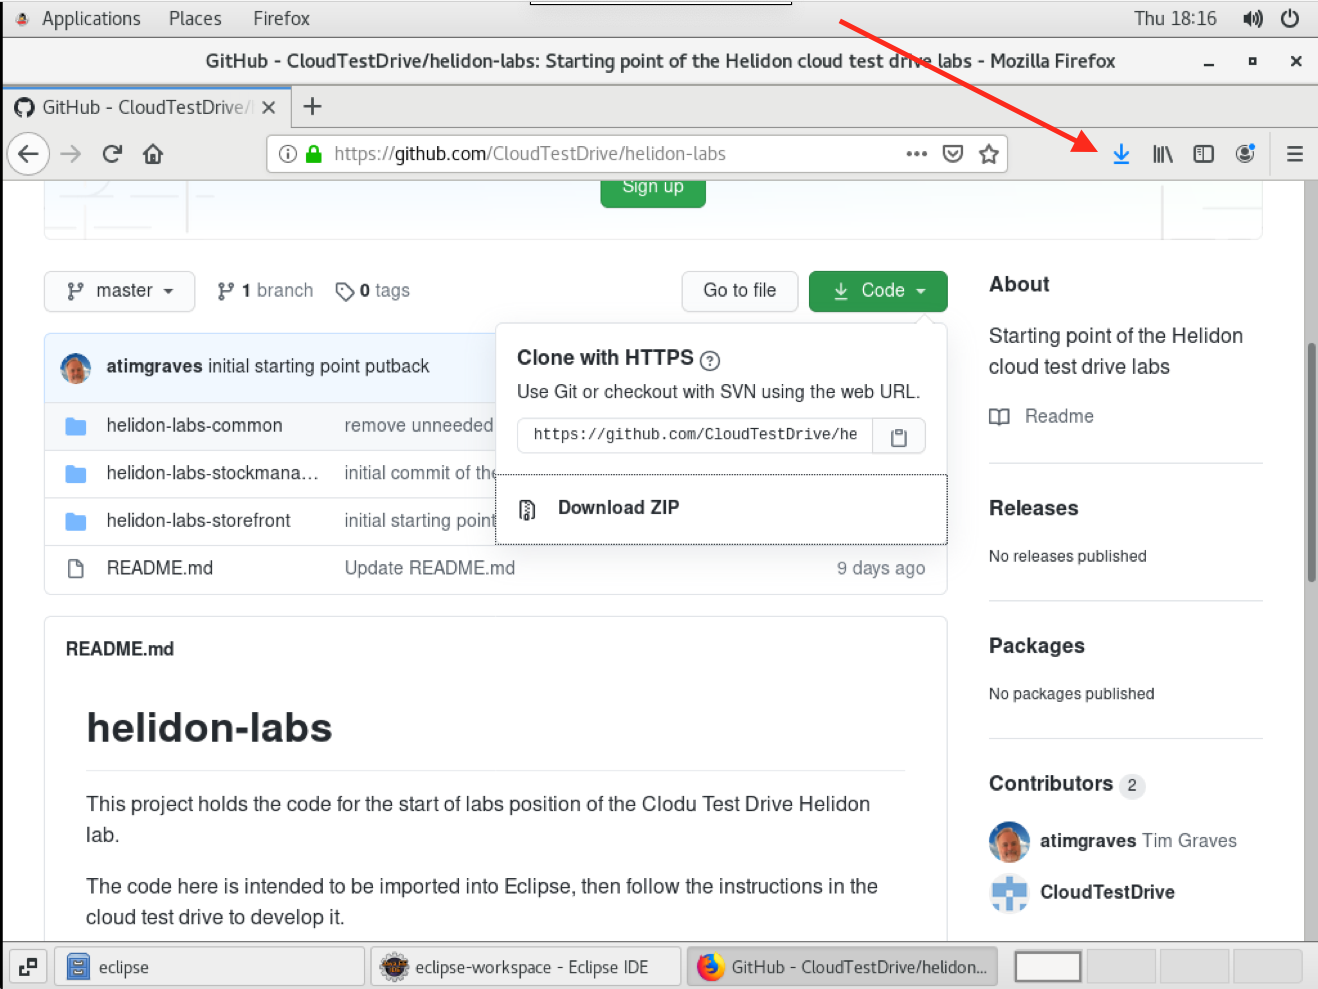 Applications Places Firefox Thu 18:16
GitHub - CloudTestDrive/helidon-labs: Starting point of the Helidon cloud test drive labs - Mozilla Firefox
GitHub - CloudTestDrive/
https://github.com/CloudTestDrive/helidon-labs
Sign up
master 1 branch 0 tags Go to file Code
atimgraves initial starting point putback
helidon-labs-common remove unneeded
helidon-labs-stockmana... initial commit of the
helidon-labs-storefront initial starting point
README.md Update README.md 9 days ago
Clone with HTTPS
Use Git or checkout with SVN using the web URL.
https://github.com/CloudTestDrive/he
Download ZIP
README.md
helidon-labs
This project holds the code for the start of labs position of the Clodu Test Drive Helidon
lab.
The code here is intended to be imported into Eclipse, then follow the instructions in the
cloud test drive to develop it.
About
Starting point of the Helidon
cloud test drive labs
Readme
Releases
No releases published
Packages
No packages published
Contributors 2
atimgraves Tim Graves
CloudTestDrive
eclipse eclipse-workspace - Eclipse IDE GitHub - CloudTestDrive/helidon...